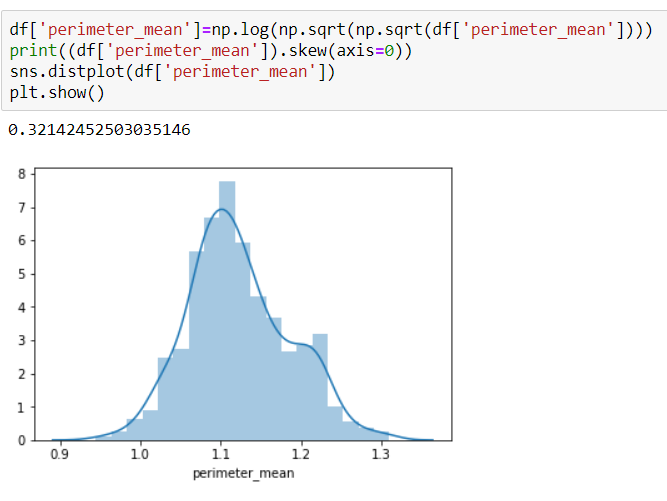 df['perimeter_mean']=np.log(np.sqrt(np.sqrt(df['perimeter_mean'])))
print((df['perimeter_mean']).skew(axis=0))
sns.distplot(df['perimeter_mean'])
plt.show()
0.32142452503035146
8
7
6
5
4
3
2
1
0
0.9 1.0 1.1 1.2 1.3
perimeter_mean